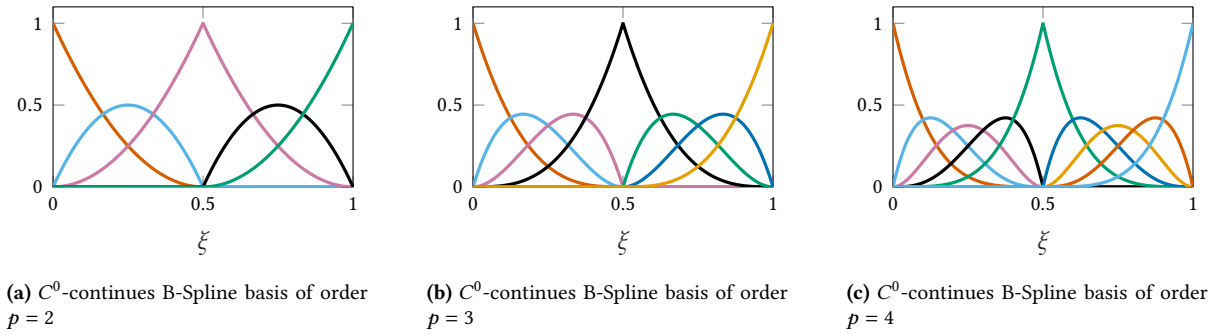 1
0.5
0
0 0.5 1
ξ
(a) C⁰-continues B-Spline basis of order
p = 2
1
0.5
0
0 0.5 1
ξ
(b) C⁰-continues B-Spline basis of order
p = 3
1
0.5
0
0 0.5 1
ξ
(c) C⁰-continues B-Spline basis of order
p = 4